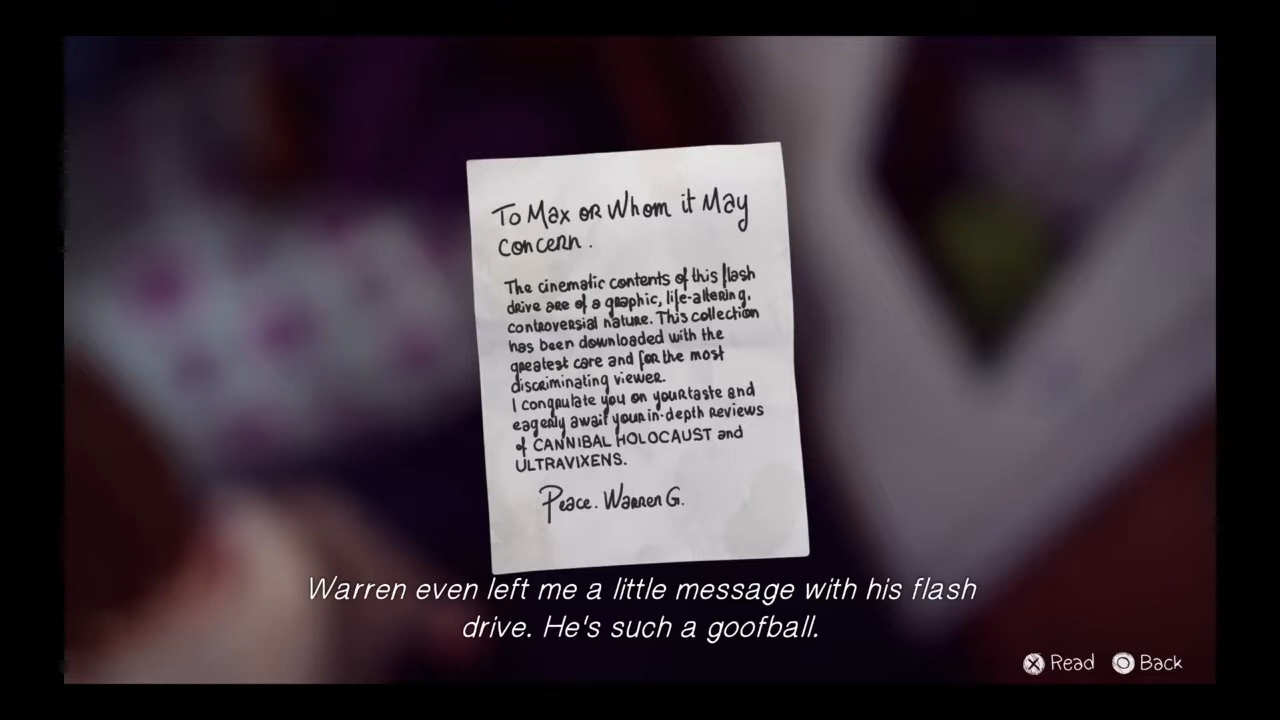 To Max or Whom it May
Concern.
The cinematic contents of this flash
drive are of a graphic, life-altering,
controversial nature. This collection
has been downloaded with the
greatest care and for the most
discriminating viewer.
I congrulate you on your taste and
eagerly await your in-depth reviews
of CANNIBAL HOLOCAUST and
ULTRAVIXENS.
Peace. Warren G.
Warren even left me a little message with his flash
drive. He's such a goofball.
Read Back